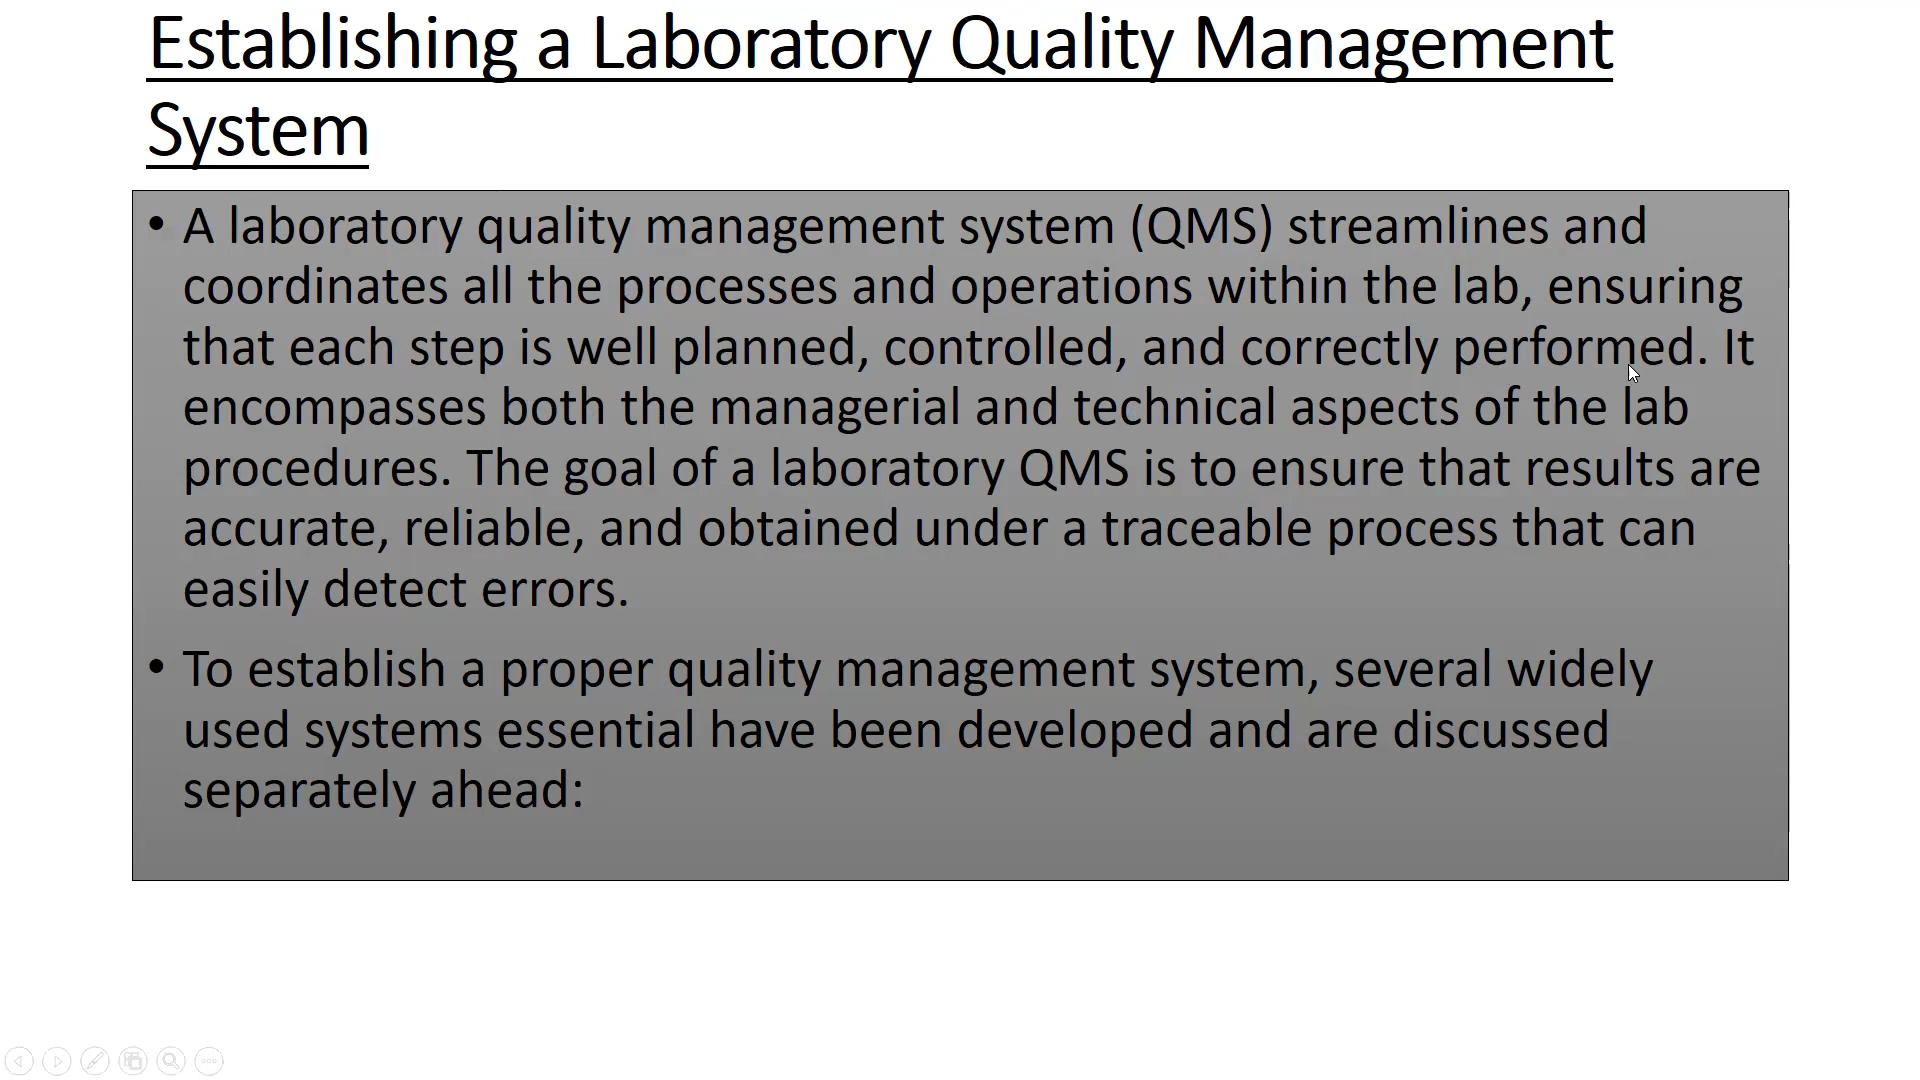 Establishing a Laboratory Quality Management
System
• A laboratory quality management system (QMS) streamlines and
coordinates all the processes and operations within the lab, ensuring
that each step is well planned, controlled, and correctly performed. It
encompasses both the managerial and technical aspects of the lab
procedures. The goal of a laboratory QMS is to ensure that results are
accurate, reliable, and obtained under a traceable process that can
easily detect errors.
• To establish a proper quality management system, several widely
used systems essential have been developed and are discussed
separately ahead: